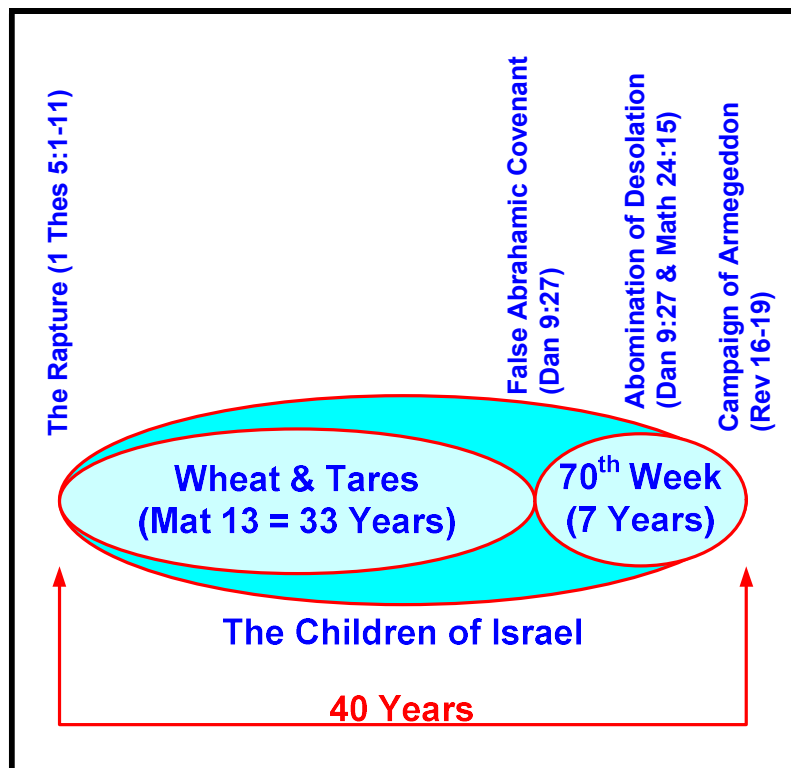 The Rapture (1 Thes 5:1-11)
False Abrahamic Covenant
(Dan 9:27)
Abomination of Desolation
(Dan 9:27 & Math 24:15)
Campaign of Armegeddon
(Rev 16-19)
Wheat & Tares
(Mat 13 = 33 Years)
70th Week
(7 Years)
The Children of Israel
40 Years